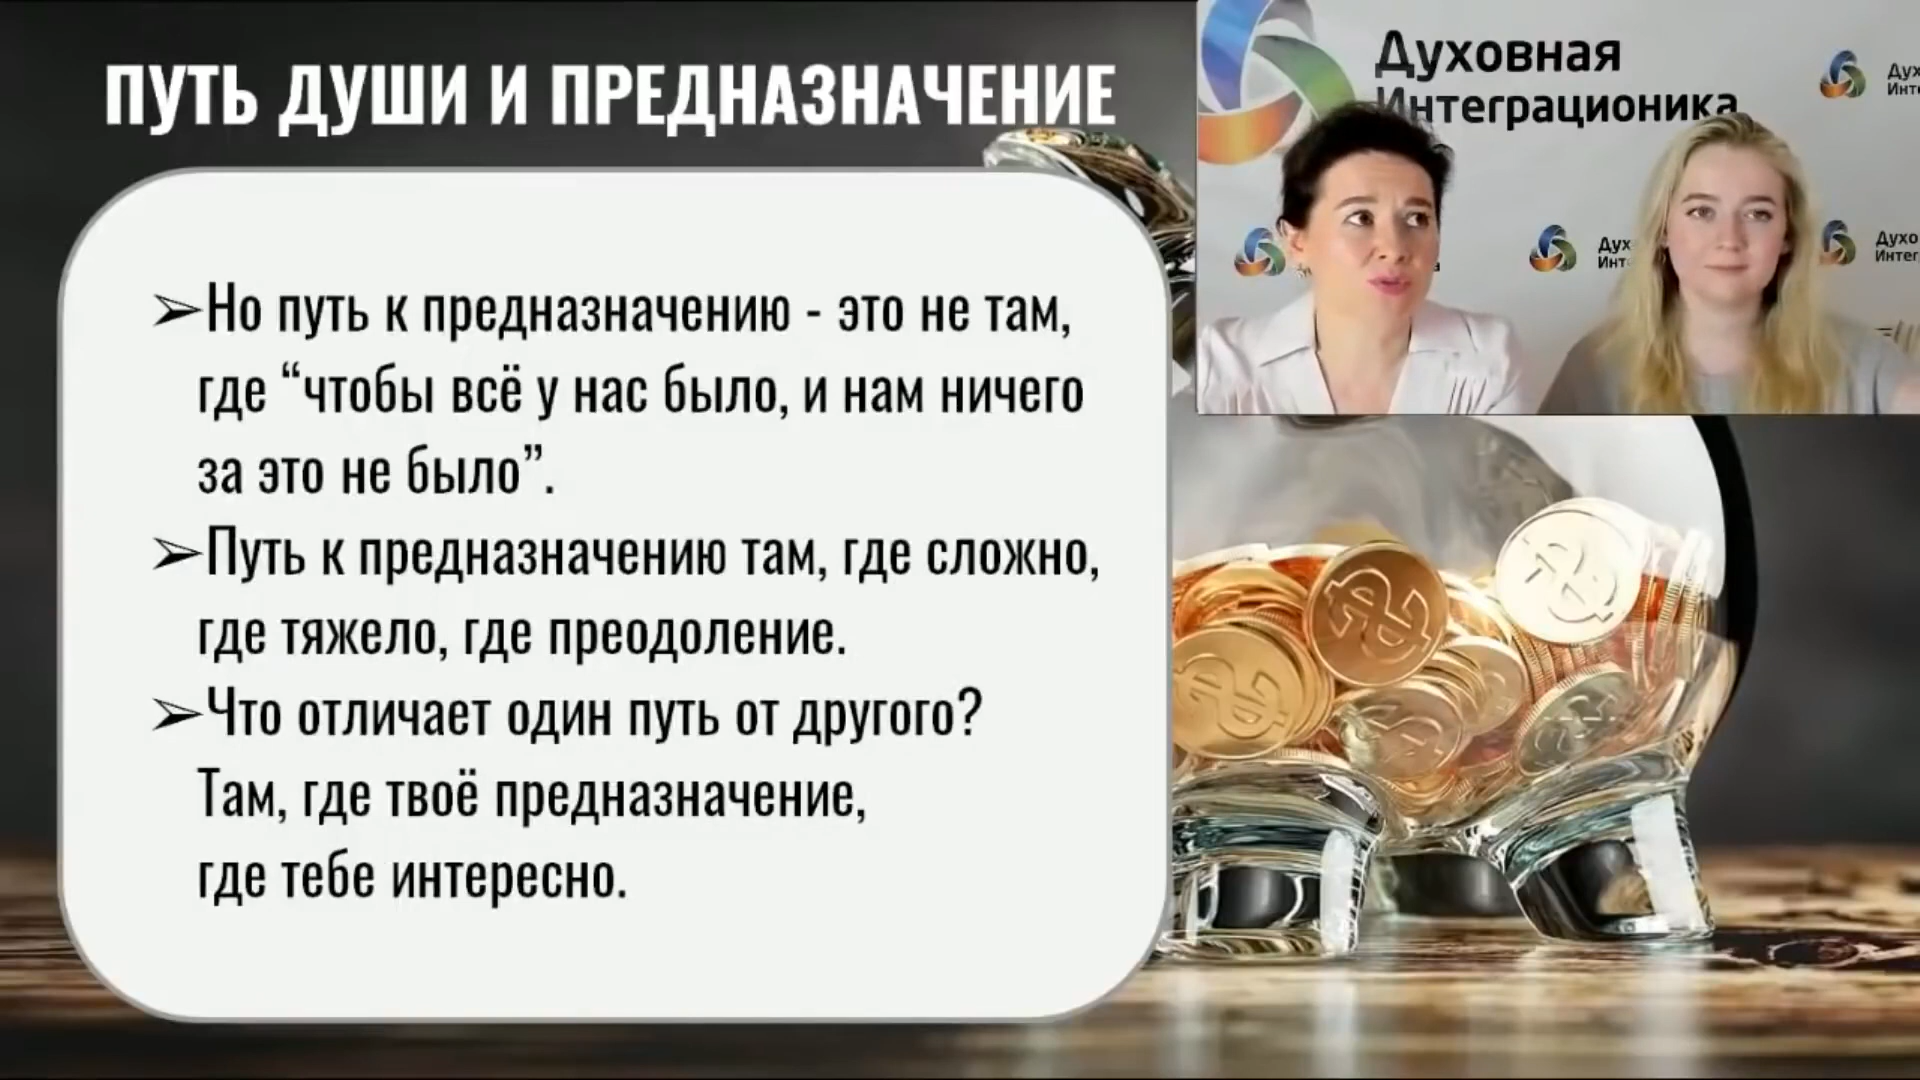 ПУТЬ ДУШИ И ПРЕДНАЗНАЧЕНИЕ
➢Но путь к предназначению - это не там,
где “чтобы всё у нас было, и нам ничего
за это не было”.
➢Путь к предназначению там, где сложно,
где тяжело, где преодоление.
➢Что отличает один путь от другого?
Там, где твоё предназначение,
где тебе интересно.
Духовная
Интеграционика